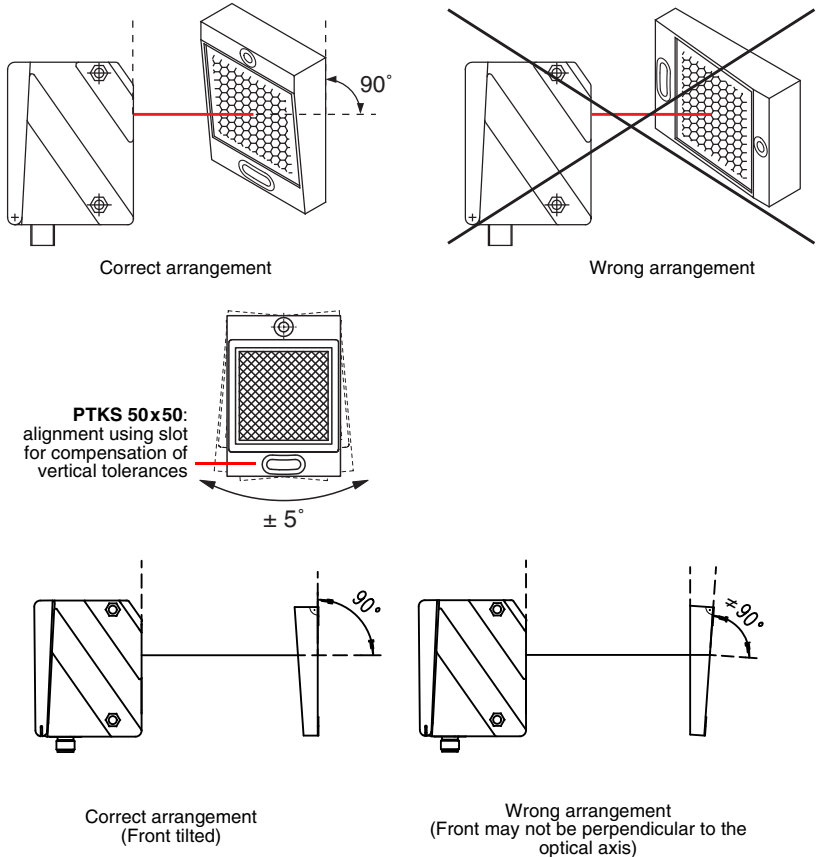 90°
Correct arrangement
Wrong arrangement
PTKS 50x50:
alignment using slot
for compensation of
vertical tolerances
± 5°
90°
≠90°
Correct arrangement
(Front tilted)
Wrong arrangement
(Front may not be perpendicular to the
optical axis)